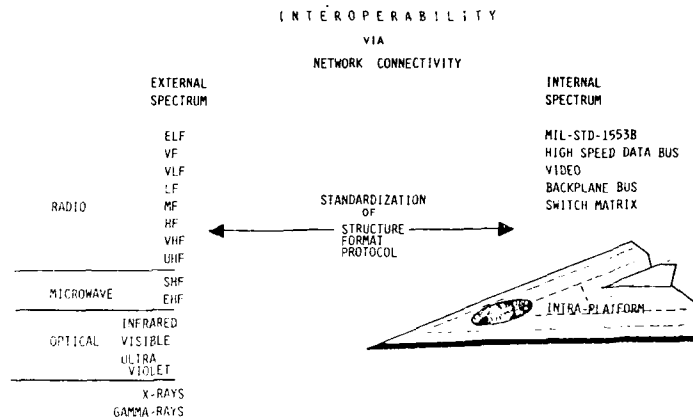 INTEROPERABILITY
VIA
NETWORK CONNECTIVITY
EXTERNAL
SPECTRUM
INTERNAL
SPECTRUM
RADIO
ELF
VF
VLF
LF
MF
HF
VHF
UHF
MICROWAVE
SHF
EHF
OPTICAL
INFRARED
VISIBLE
ULTRA
VIOLET
X-RAYS
GAMMA-RAYS
STANDARDIZATION
OF
STRUCTURE
FORMAT
PROTOCOL
MIL-STD-1553B
HIGH SPEED DATA BUS
VIDEO
BACKPLANE BUS
SWITCH MATRIX
INTRA-PLATFORM